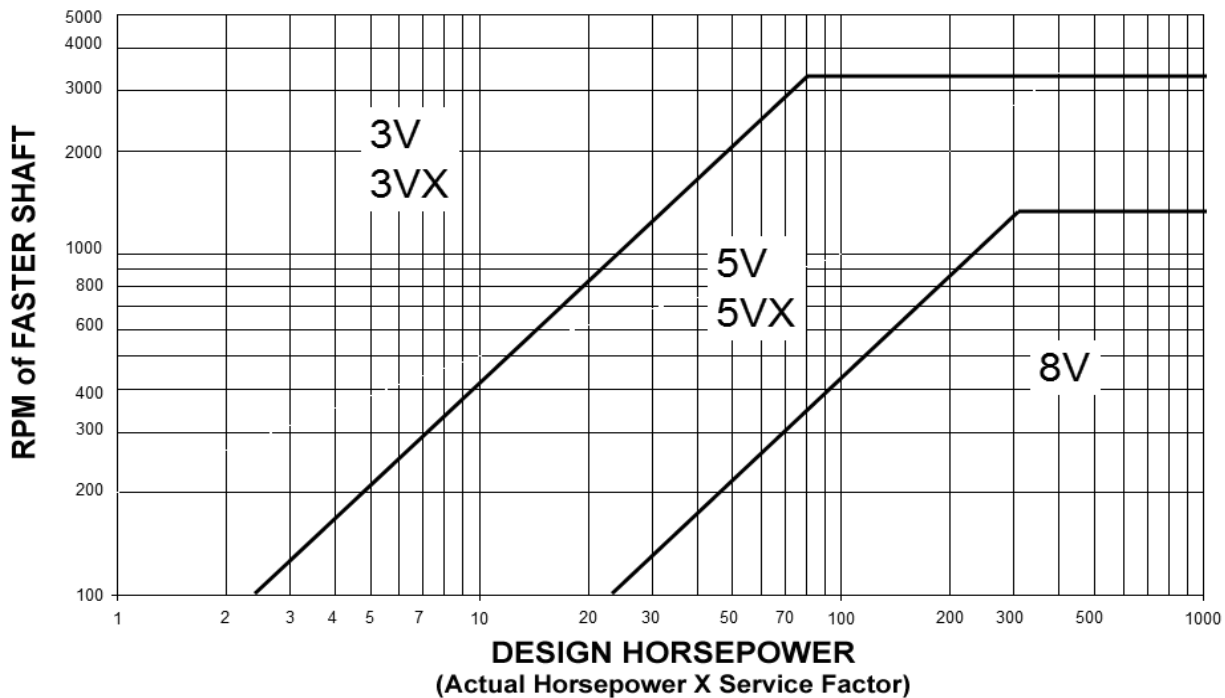 5000
4000
3000
2000
1000
800
600
400
300
200
100
RPM of FASTER SHAFT
3V
3VX
5V
5VX
8V
1 2 3 4 5 7 10 20 30 50 70 100 200 300 500 1000
DESIGN HORSEPOWER
(Actual Horsepower X Service Factor)